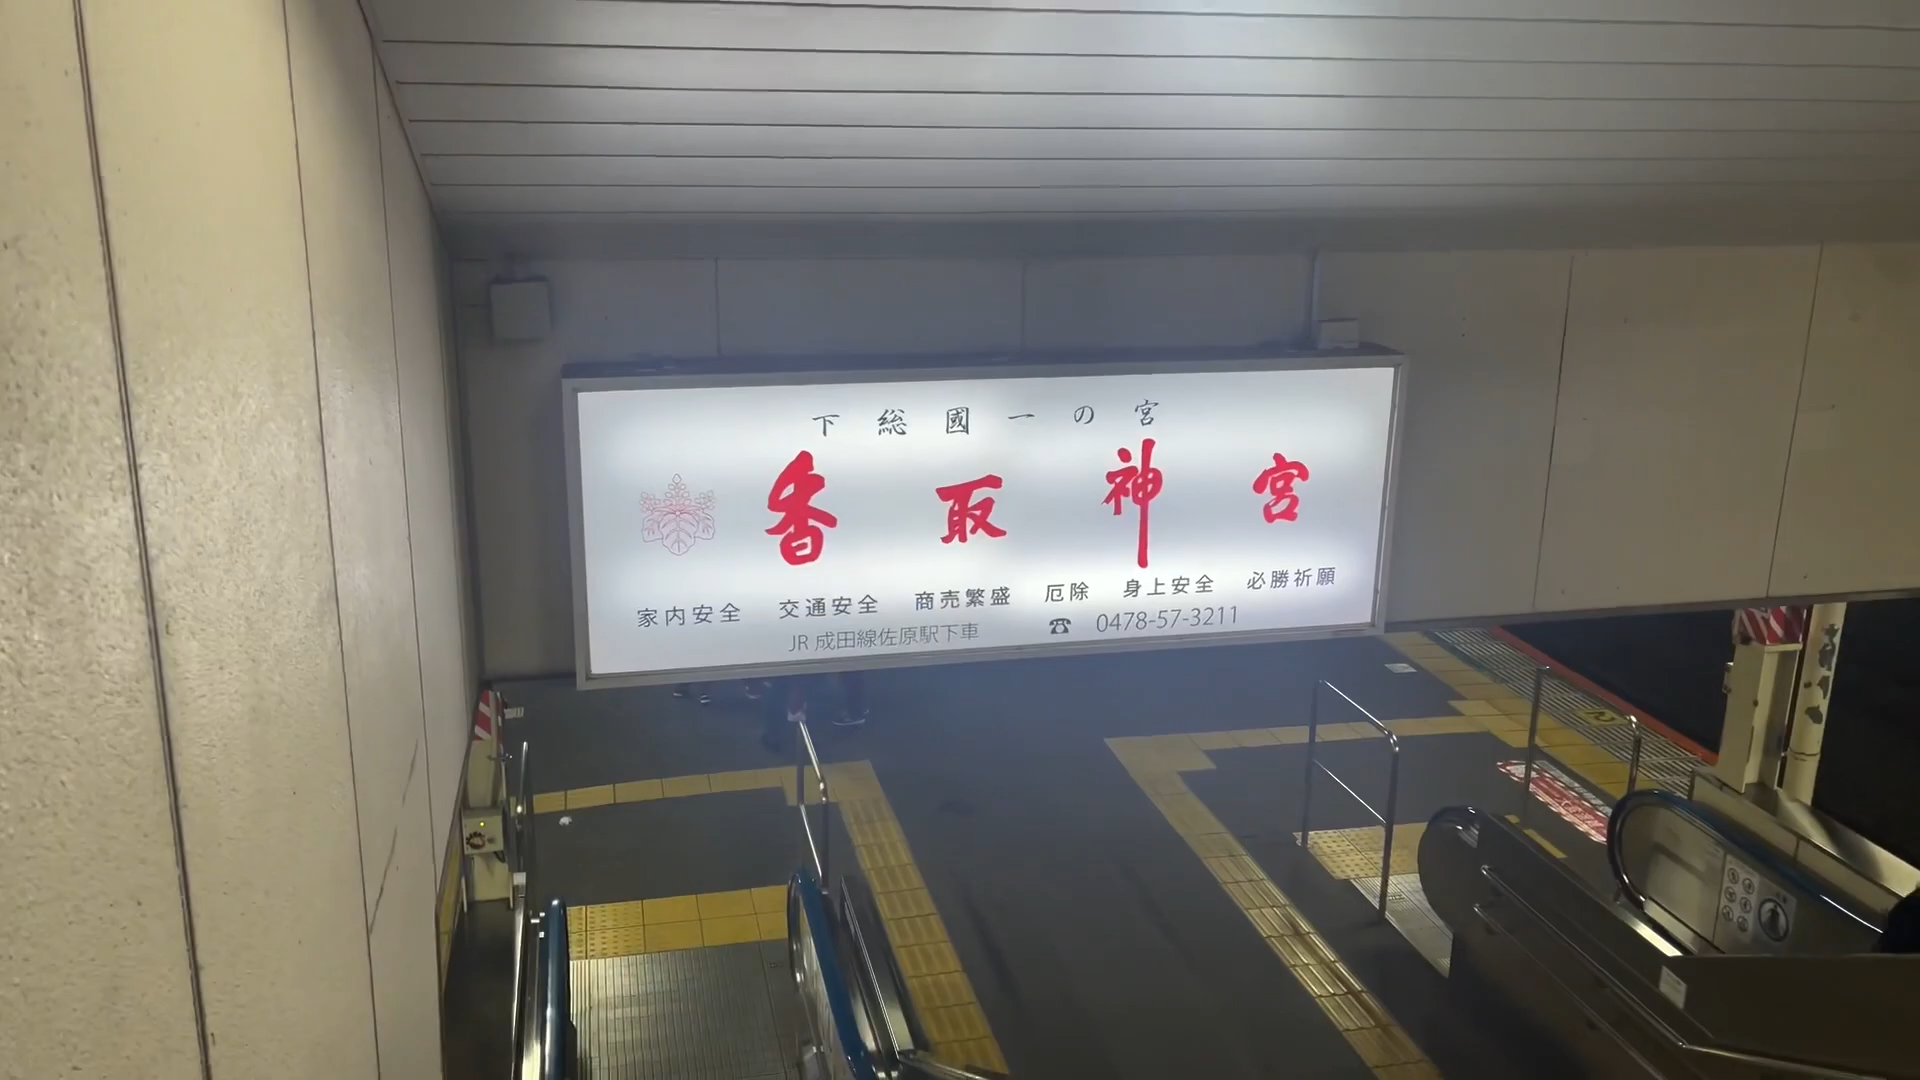 下総國一の宮
香取神宮
家内安全 交通安全 商売繁盛 厄除 身上安全 必勝祈願
JR 成田線佐原駅下車 ☎ 0478-57-3211